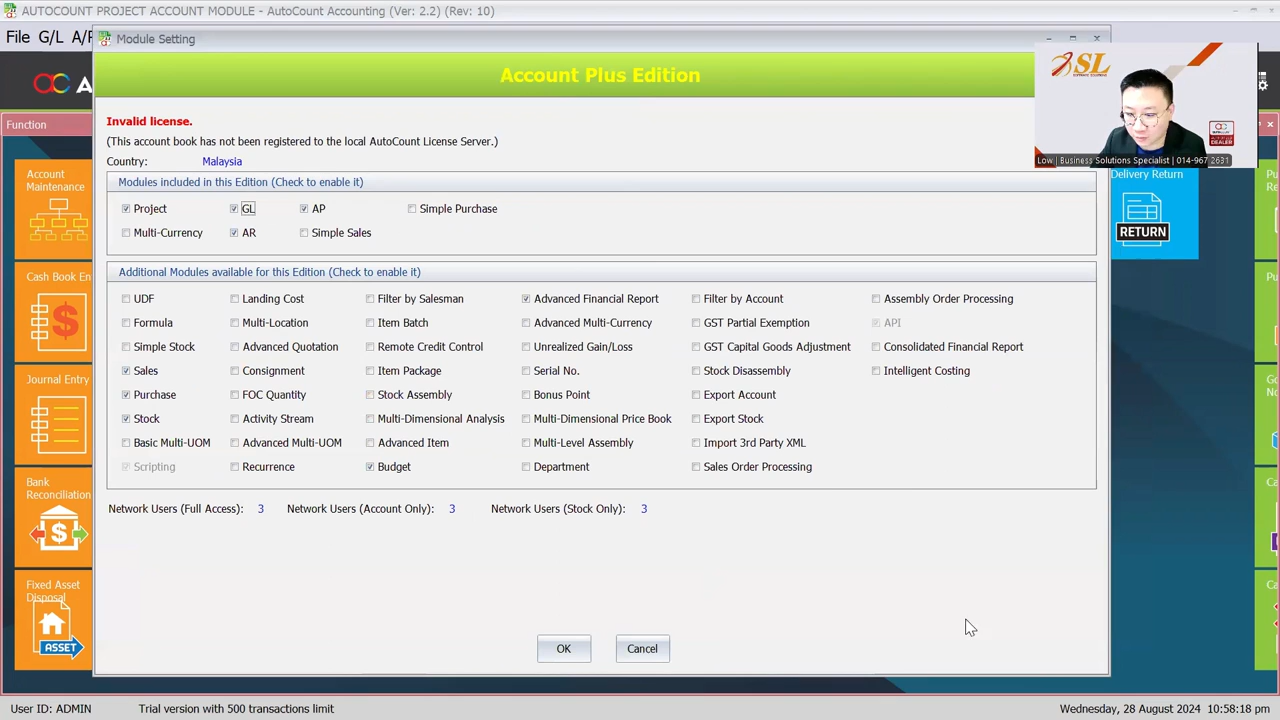 AUTOCOUNT PROJECT ACCOUNT MODULE - AutoCount Accounting (Ver: 2.2) (Rev: 10)
File G/L A/
Module Setting
Account Plus Edition
SL
A
Function
Invalid license.
(This account book has not been registered to the local AutoCount License Server.)
Low | Business Solutions Specialist | 014-967 2631
Country: Malaysia
Account Maintenance
Delivery Return
RETURN
Modules included in this Edition (Check to enable it)
Project GL AP Simple Purchase
Multi-Currency AR Simple Sales
Additional Modules available for this Edition (Check to enable it)
Cash Book En
UDF Landing Cost Filter by Salesman Advanced Financial Report Filter by Account Assembly Order Processing
Formula Multi-Location Item Batch Advanced Multi-Currency GST Partial Exemption API
Simple Stock Advanced Quotation Remote Credit Control Unrealized Gain/Loss GST Capital Goods Adjustment Consolidated Financial Report
Sales Consignment Item Package Serial No. Stock Disassembly Intelligent Costing
Journal Entry
Purchase FOC Quantity Stock Assembly Bonus Point Export Account
Stock Activity Stream Multi-Dimensional Analysis Multi-Dimensional Price Book Export Stock
Basic Multi-UOM Advanced Multi-UOM Advanced Item Multi-Level Assembly Import 3rd Party XML
Scripting Recurrence Budget Department Sales Order Processing
Bank Reconciliation
Network Users (Full Access): 3 Network Users (Account Only): 3 Network Users (Stock Only): 3
Fixed Asset Disposal
ASSET
OK Cancel
User ID: ADMIN Trial version with 500 transactions limit Wednesday, 28 August 2024 10:58:18 pm